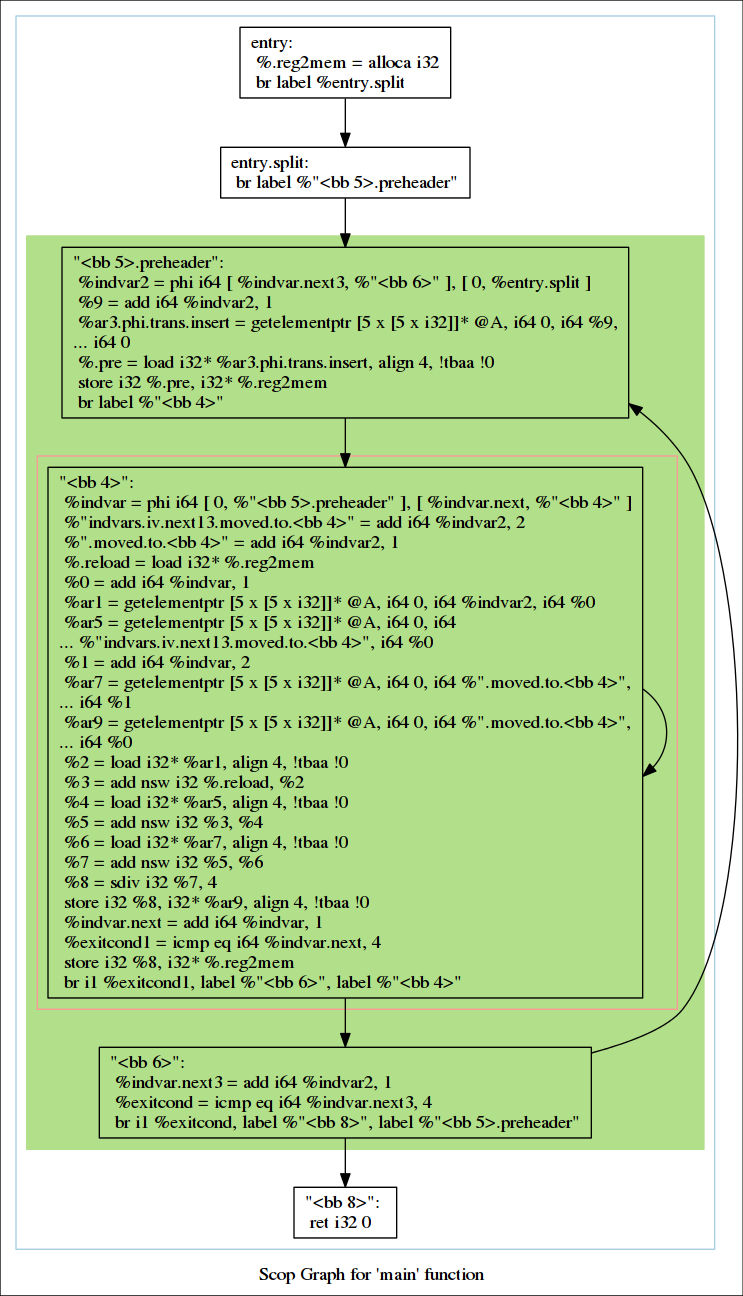 entry:
%.reg2mem = alloca i32
br label %entry.split
entry.split:
br label %"<bb 5>.preheader"
"<bb 5>.preheader":
%indvar2 = phi i64 [ %indvar.next3, %"<bb 6>" ], [ 0, %entry.split ]
%9 = add i64 %indvar2, 1
%ar3.phi.trans.insert = getelementptr [5 x [5 x i32]]* @A, i64 0, i64 %9,
... i64 0
%.pre = load i32* %ar3.phi.trans.insert, align 4, !tbaa !0
store i32 %.pre, i32* %.reg2mem
br label %"<bb 4>"
"<bb 4>":
%indvar = phi i64 [ 0, %"<bb 5>.preheader" ], [ %indvar.next, %"<bb 4>" ]
%"indvars.iv.next13.moved.to.<bb 4>" = add i64 %indvar2, 2
%".moved.to.<bb 4>" = add i64 %indvar2, 1
%.reload = load i32* %.reg2mem
%0 = add i64 %indvar, 1
%ar1 = getelementptr [5 x [5 x i32]]* @A, i64 0, i64 %indvar2, i64 %0
%ar5 = getelementptr [5 x [5 x i32]]* @A, i64 0, i64
... %"indvars.iv.next13.moved.to.<bb 4>", i64 %0
%1 = add i64 %indvar, 2
%ar7 = getelementptr [5 x [5 x i32]]* @A, i64 0, i64 %".moved.to.<bb 4>",
... i64 %1
%ar9 = getelementptr [5 x [5 x i32]]* @A, i64 0, i64 %".moved.to.<bb 4>",
... i64 %0
%2 = load i32* %ar1, align 4, !tbaa !0
%3 = add nsw i32 %.reload, %2
%4 = load i32* %ar5, align 4, !tbaa !0
%5 = add nsw i32 %3, %4
%6 = load i32* %ar7, align 4, !tbaa !0
%7 = add nsw i32 %5, %6
%8 = sdiv i32 %7, 4
store i32 %8, i32* %ar9, align 4, !tbaa !0
%indvar.next = add i64 %indvar, 1
%exitcond1 = icmp eq i64 %indvar.next, 4
store i32 %8, i32* %.reg2mem
br i1 %exitcond1, label %"<bb 6>", label %"<bb 4>"
"<bb 6>":
%indvar.next3 = add i64 %indvar2, 1
%exitcond = icmp eq i64 %indvar.next3, 4
br i1 %exitcond, label %"<bb 8>", label %"<bb 5>.preheader"
"<bb 8>":
ret i32 0
Scop Graph for 'main' function